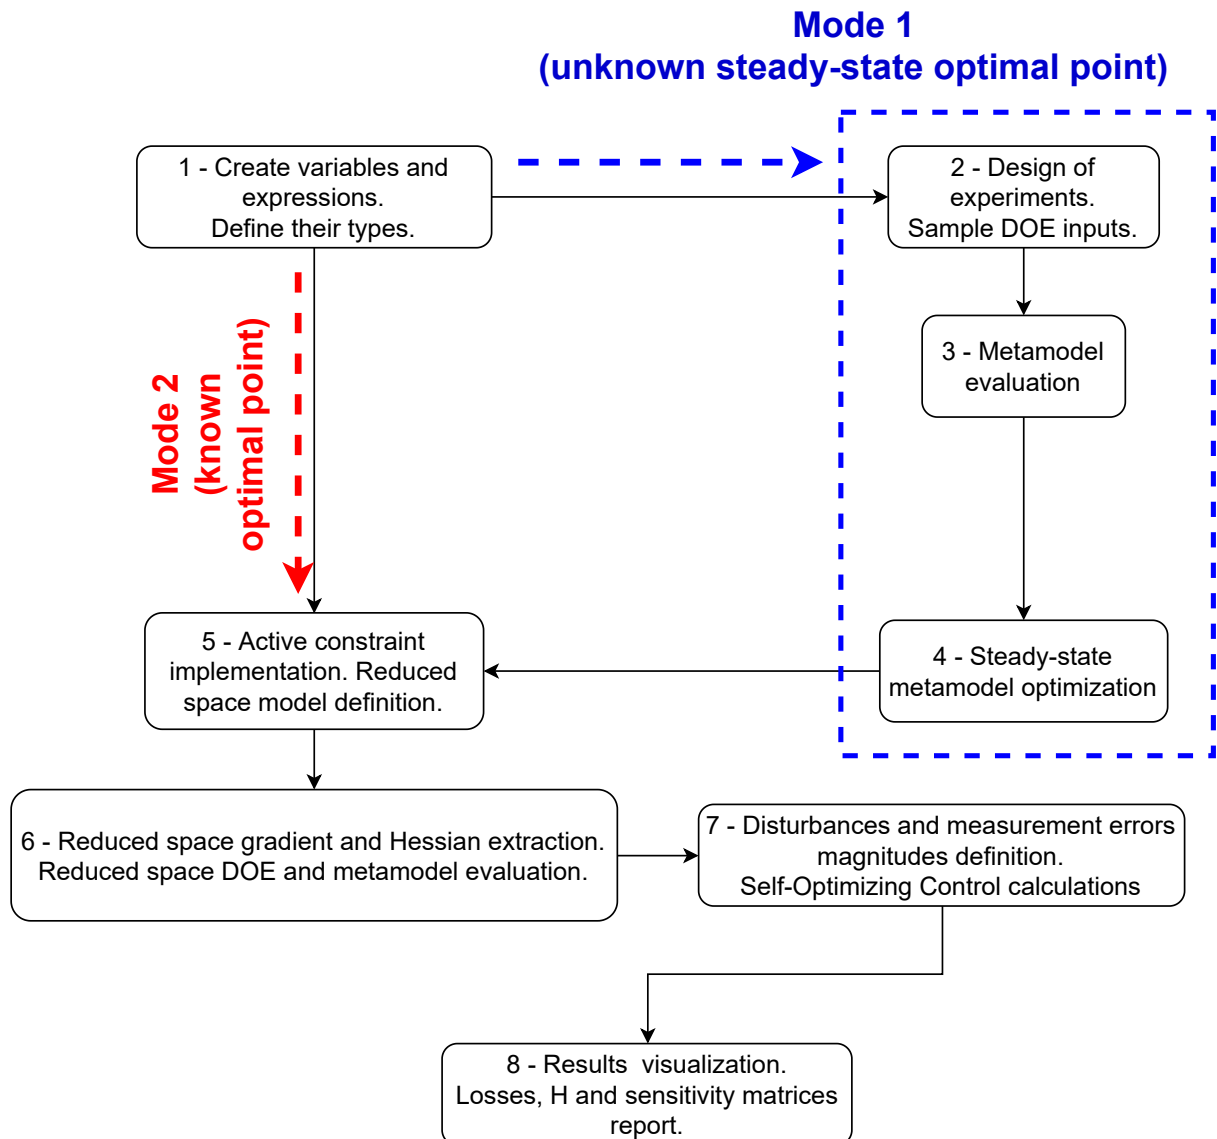 Mode 1
(unknown steady-state optimal point)
1 - Create variables and
expressions.
Define their types.
2 - Design of
experiments.
Sample DOE inputs.
3 - Metamodel
evaluation
Mode 2
(known
optimal point)
4 - Steady-state
metamodel optimization
5 - Active constraint
implementation. Reduced
space model definition.
6 - Reduced space gradient and Hessian extraction.
Reduced space DOE and metamodel evaluation.
7 - Disturbances and measurement errors
magnitudes definition.
Self-Optimizing Control calculations
8 - Results  visualization.
Losses, H and sensitivity matrices
report.